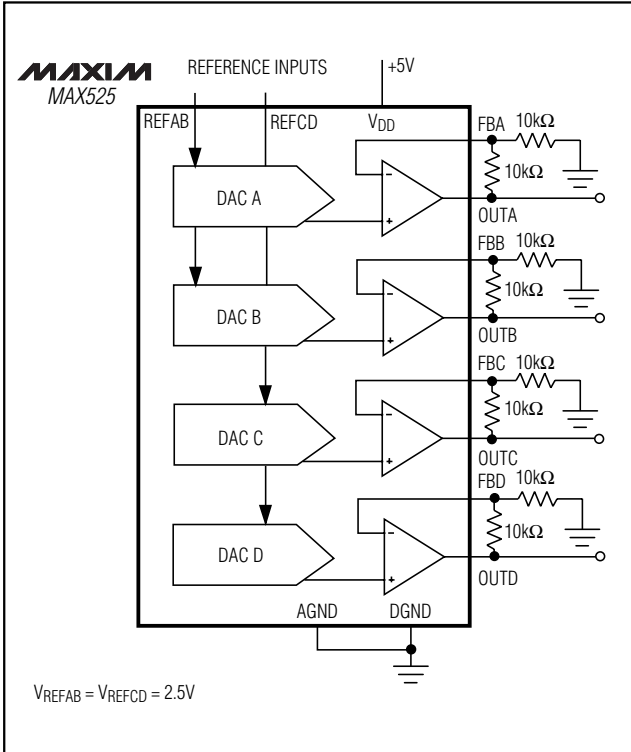 MAXIM
MAX525
REFERENCE INPUTS
+5V
REFAB
REFCD
VDD
DAC A
-
+
FBA
10kΩ
10kΩ
OUTA
DAC B
-
+
FBB
10kΩ
10kΩ
OUTB
DAC C
-
+
FBC
10kΩ
10kΩ
OUTC
DAC D
-
+
FBD
10kΩ
10kΩ
OUTD
AGND
DGND
VREFAB = VREFCD = 2.5V